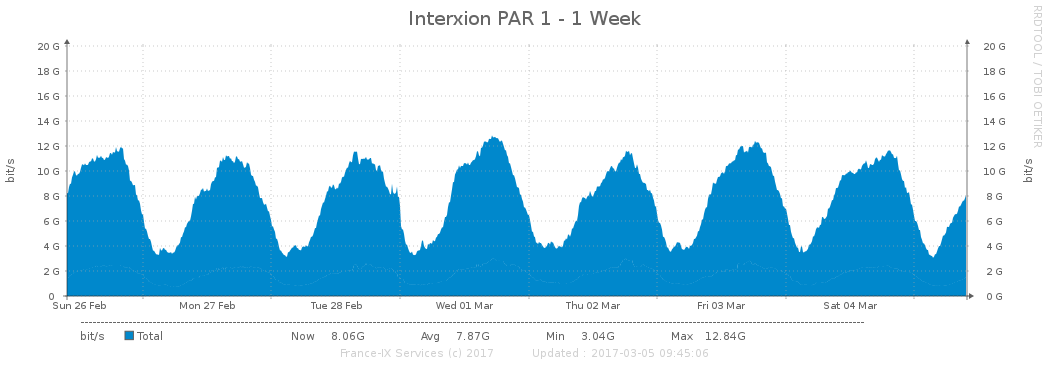 Interxion PAR 1 - 1 Week
RRDTOOL / TOBI OETIKER
bit/s
20 G 20 G
18 G 18 G
16 G 16 G
14 G 14 G
12 G 12 G
10 G 10 G
8 G 8 G
6 G 6 G
4 G 4 G
2 G 2 G
0 0 G
bit/s
Sun 26 Feb Mon 27 Feb Tue 28 Feb Wed 01 Mar Thu 02 Mar Fri 03 Mar Sat 04 Mar
bit/s Total Now 8.06G Avg 7.87G Min 3.04G Max 12.84G
France-IX Services (c) 2017 Updated : 2017-03-05 09:45:06